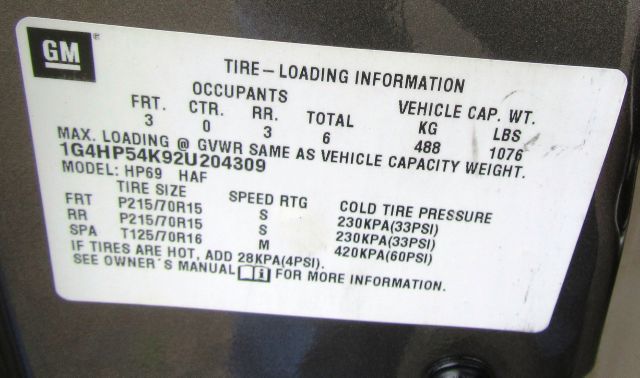 GM
TIRE-LOADING INFORMATION
OCCUPANTS VEHICLE CAP. WT.
FRT. CTR. RR. TOTAL KG LBS
3 0 3 6 488 1076
MAX. LOADING @ GVWR SAME AS VEHICLE CAPACITY WEIGHT.
1G4HP54K92U204309
MODEL: HP69 HAF
TIRE SIZE SPEED RTG COLD TIRE PRESSURE
FRT P215/70R15 S 230KPA(33PSI)
RR P215/70R15 S 230KPA(33PSI)
SPA T125/70R16 M 420KPA(60PSI)
IF TIRES ARE HOT, ADD 28KPA(4PSI).
SEE OWNER'S MANUAL i FOR MORE INFORMATION.